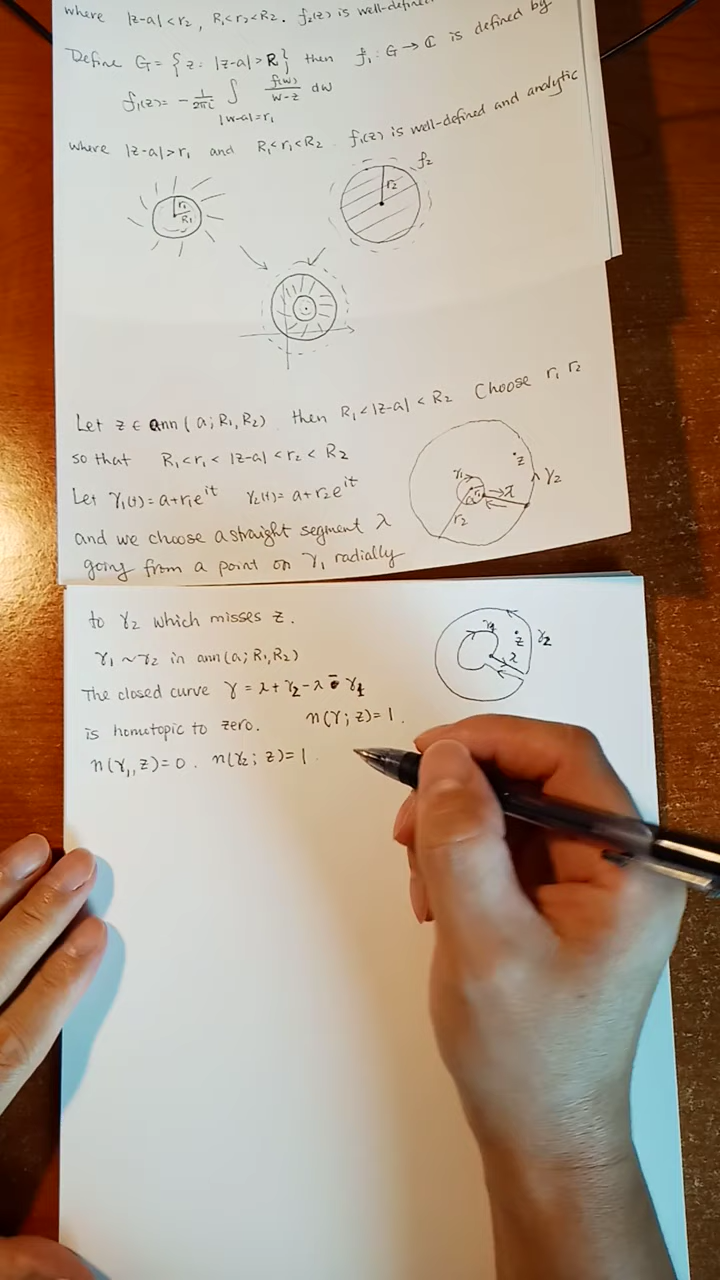 where |z-a|<r₂, R₁<r₂<R₂. f₂(z) is well-define
Define G={z: |z-a|>R} then f₁: G→ℂ is defined by
f₁(z)= -1/2πi ∫_{|w-a|=r₁} f(w)/(w-z) dw
where |z-a|>r₁ and R₁<r₁<R₂. f₁(z) is well-defined and analytic
r₁
R₁
r₂
f₂
Let z∈ann(a;R₁,R₂). then R₁<|z-a|<R₂ Choose r₁ r₂
so that R₁<r₁<|z-a|<r₂<R₂
Let γ₁(t)=a+r₁e^{it} γ₂(t)=a+r₂e^{it}
and we choose a straight segment λ
going from a point on γ₁ radially
z
γ₁
γ₂
a
r₁
λ
r₂
to γ₂ which misses z.
γ₁~γ₂ in ann(a;R₁,R₂)
The closed curve γ=λ+γ₂-λ-γ₁
is homotopic to zero. n(γ;z)=1.
n(γ₁,z)=0. n(γ₂;z)=1.
γ₁
z
γ₂
λ